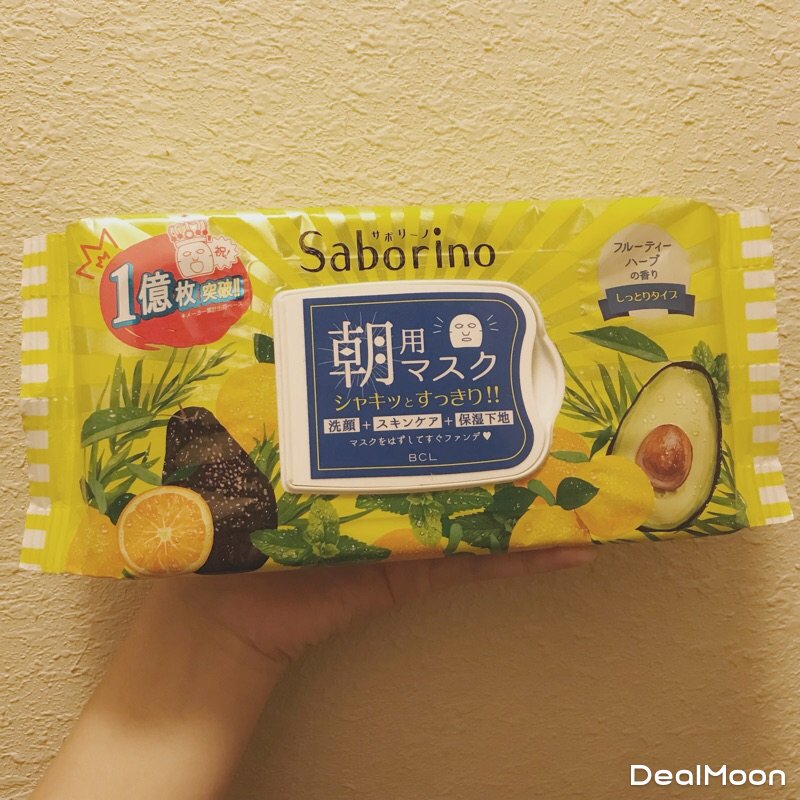 サボリーノ
Saborino
祝!
1億枚突破!!
朝用マスク
シャキッとすっきり!!
洗顔+スキンケア+保湿下地
マスクをはずしてすぐファンデ♥
BCL
フルーティー
ハーブ
の香り
しっとりタイプ
DealMoon